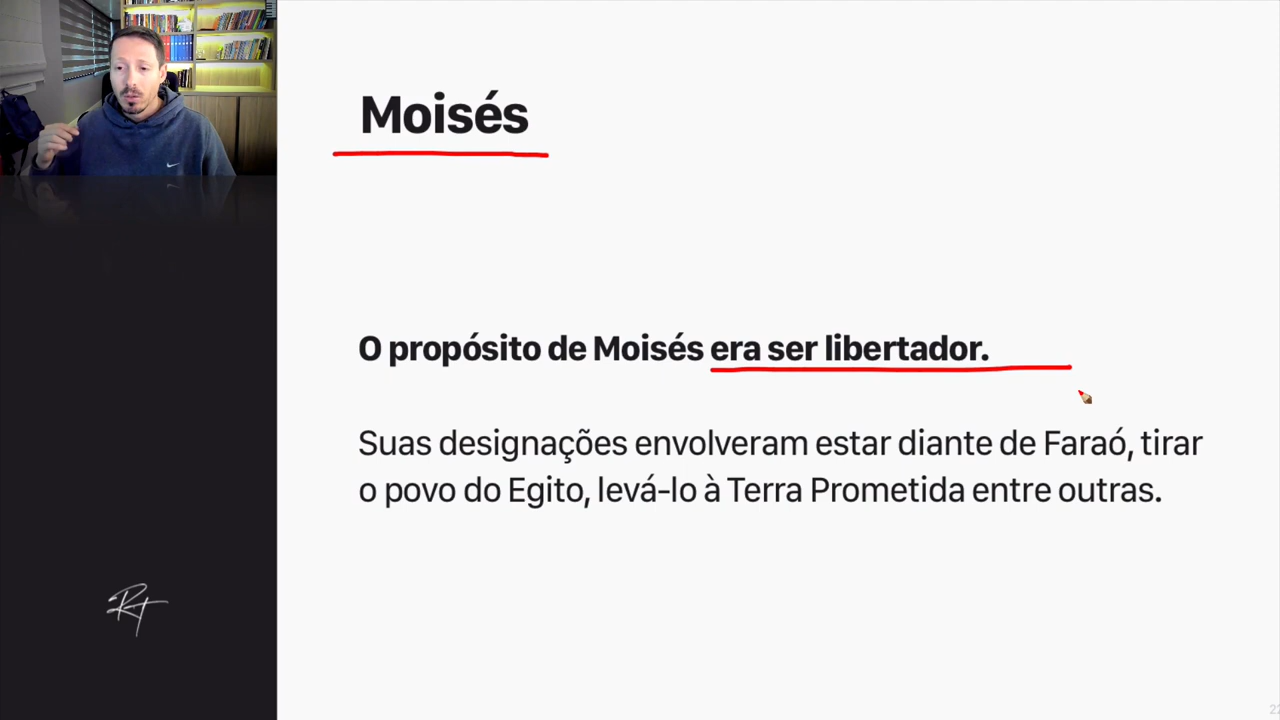 Moisés
O propósito de Moisés era ser libertador.
Suas designações envolveram estar diante de Faraó, tirar
o povo do Egito, levá-lo à Terra Prometida entre outras.
RT